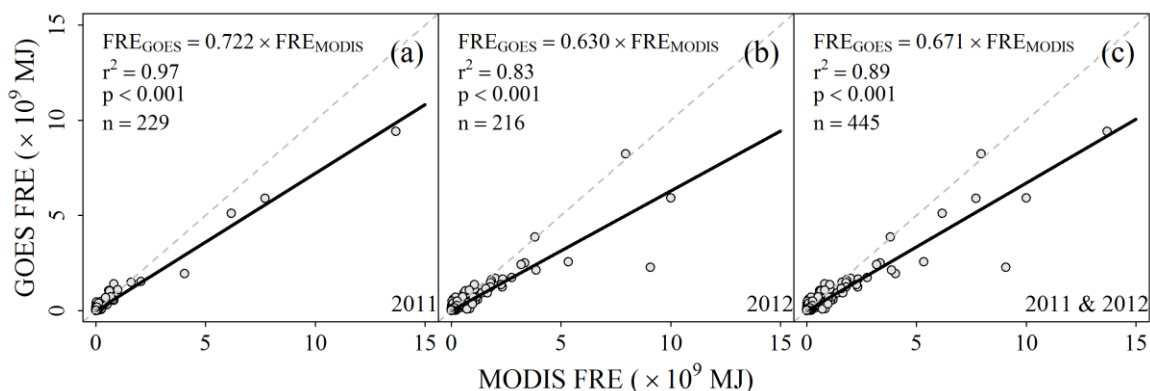 FRE_GOES = 0.722 × FRE_MODIS
r² = 0.97
p < 0.001
n = 229
(a)
2011
FRE_GOES = 0.630 × FRE_MODIS
r² = 0.83
p < 0.001
n = 216
(b)
2012
FRE_GOES = 0.671 × FRE_MODIS
r² = 0.89
p < 0.001
n = 445
(c)
2011 & 2012
GOES FRE ( × 10⁹ MJ)
15
10
5
0
0 5 10 15
0 5 10 15
0 5 10 15
MODIS FRE ( × 10⁹ MJ)